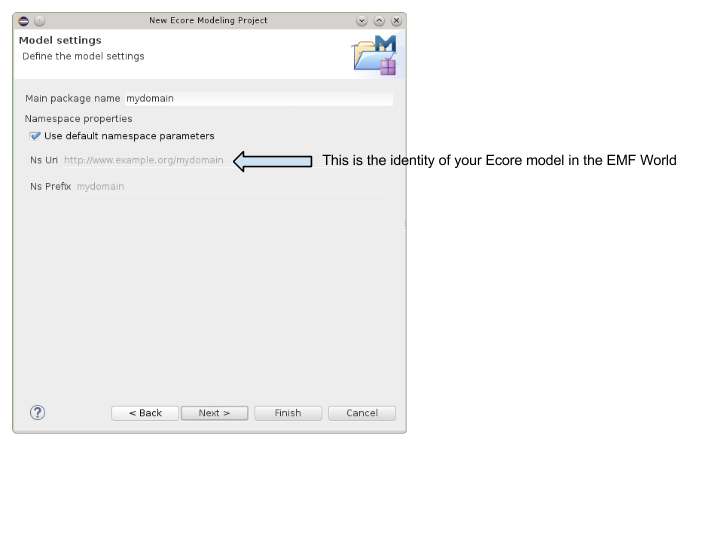 New Ecore Modeling Project
Model settings
Define the model settings
M
Main package name mydomain
Namespace properties
Use default namespace parameters
Ns Uri http://www.example.org/mydomain
This is the identity of your Ecore model in the EMF World
Ns Prefix mydomain
?
< Back Next > Finish Cancel